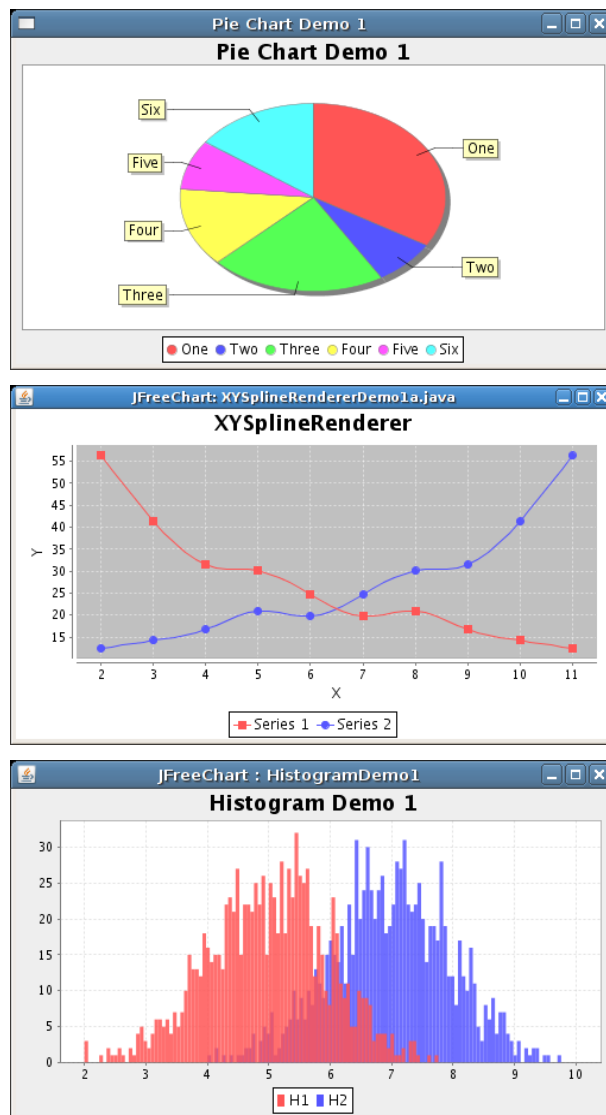 Pie Chart Demo 1
Pie Chart Demo 1
Six
One
Five
Four
Two
Three
One Two Three Four Five Six
JFreeChart: XYSplineRendererDemo1a.java
XYSplineRenderer
55
50
45
40
35
30
25
20
15
Y
2 3 4 5 6 7 8 9 10 11
X
Series 1 Series 2
JFreeChart : HistogramDemo1
Histogram Demo 1
30
25
20
15
10
5
0
2 3 4 5 6 7 8 9 10
H1 H2